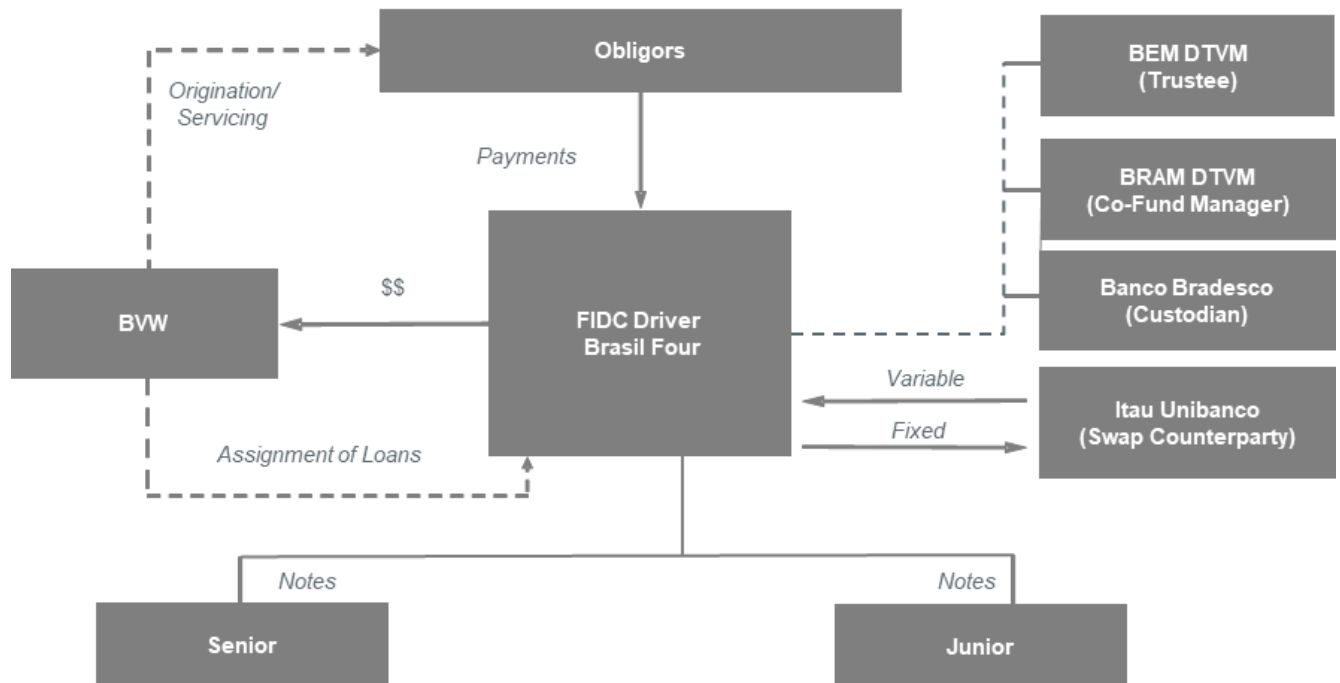 Obligors
BEM DTVM
(Trustee)
Origination/
Servicing
Payments
BRAM DTVM
(Co-Fund Manager)
BVW
$$
FIDC Driver
Brasil Four
Banco Bradesco
(Custodian)
Variable
Fixed
Itau Unibanco
(Swap Counterparty)
Assignment of Loans
Notes
Notes
Senior
Junior